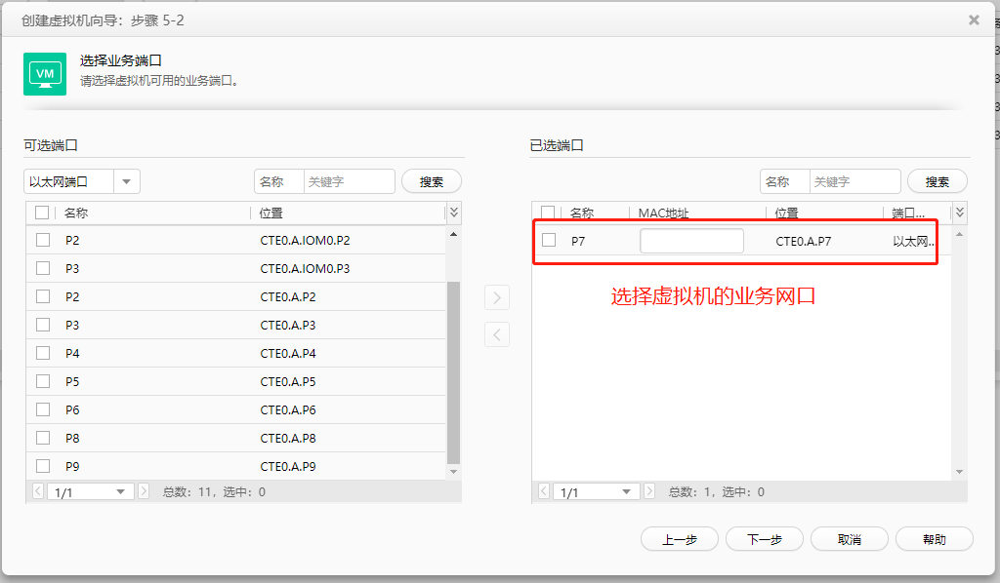 创建虚拟机向导：步骤 5-2
VM
选择业务端口
请选择虚拟机可用的业务端口。
可选端口
以太网端口 名称 关键字 搜索
名称 位置
P2 CTE0.A.IOM0.P2
P3 CTE0.A.IOM0.P3
P2 CTE0.A.P2
P3 CTE0.A.P3
P4 CTE0.A.P4
P5 CTE0.A.P5
P6 CTE0.A.P6
P8 CTE0.A.P8
P9 CTE0.A.P9
1/1 总数：11，选中：0
已选端口
名称 关键字 搜索
名称 MAC地址 位置 端口...
P7 CTE0.A.P7 以太网..
选择虚拟机的业务网口
1/1 总数：1，选中：0
上一步 下一步 取消 帮助